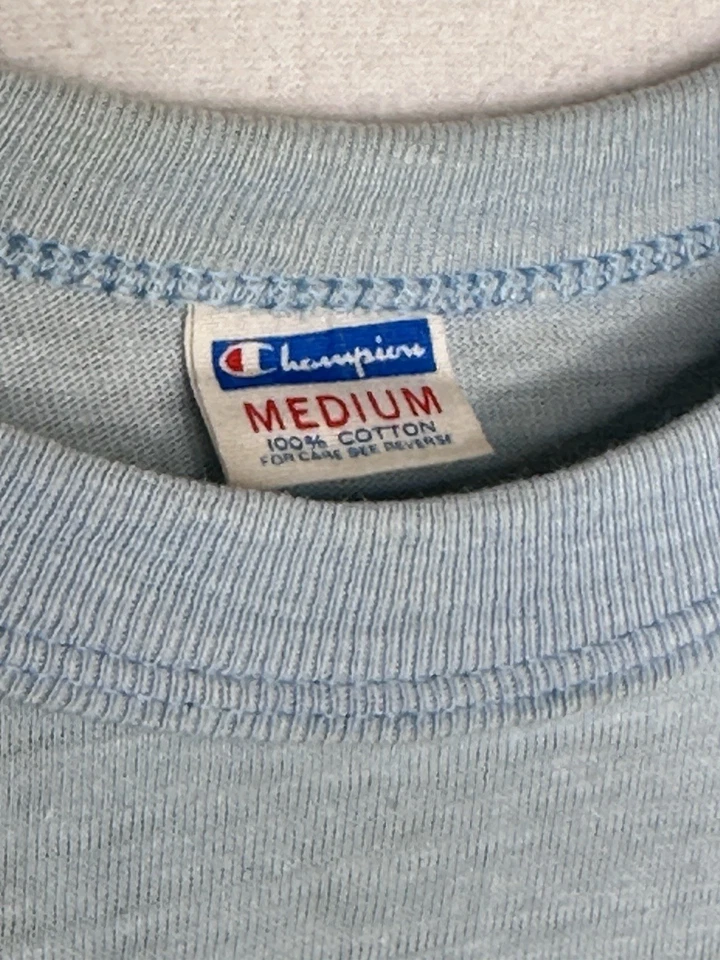 Champion
MEDIUM
100% COTTON
FOR CARE SEE REVERSE